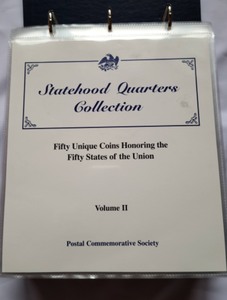 Statehood Quarters
Collection
Fifty Unique Coins Honoring the
Fifty States of the Union
Volume II
Postal Commemorative Society